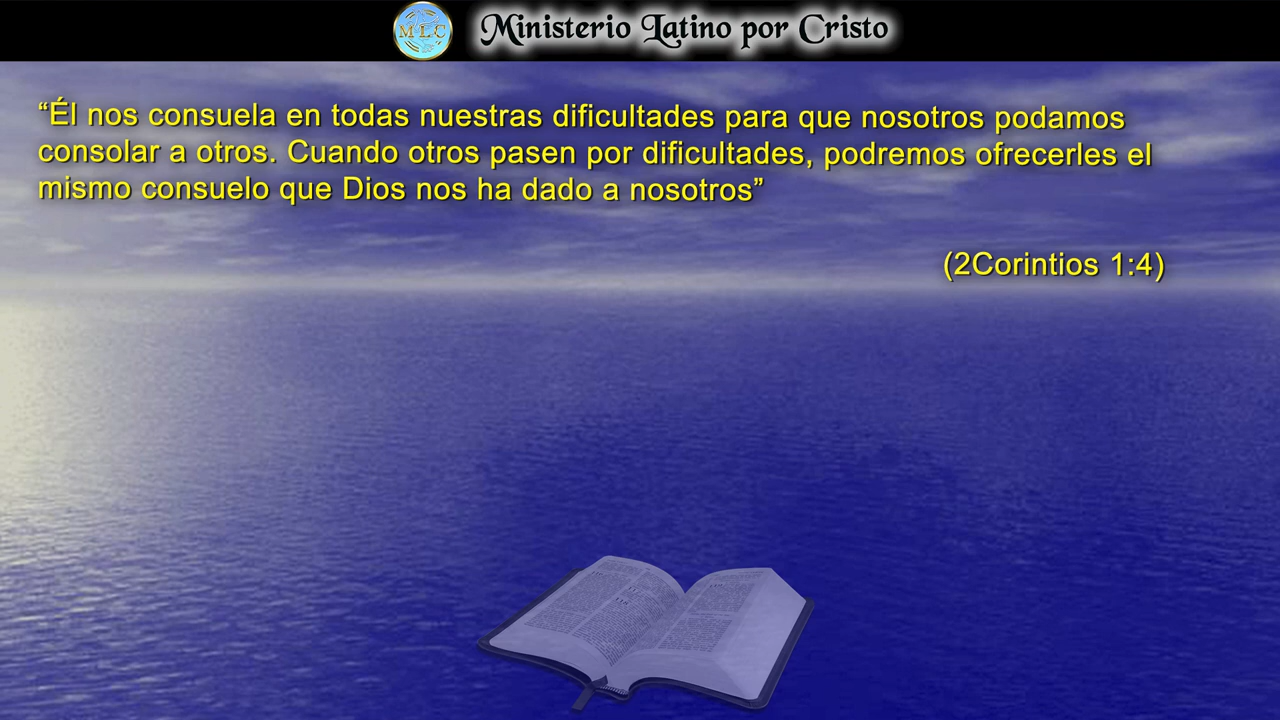 MLC
Ministerio Latino por Cristo
“Él nos consuela en todas nuestras dificultades para que nosotros podamos
consolar a otros. Cuando otros pasen por dificultades, podremos ofrecerles el
mismo consuelo que Dios nos ha dado a nosotros”
(2Corintios 1:4)